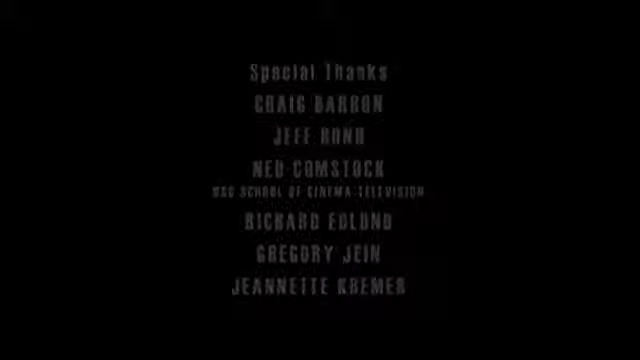 Special Thanks
CRAIG BARRON
JEFF BOND
NED COMSTOCK
USC SCHOOL OF CINEMA-TELEVISION
RICHARD EDLUND
GREGORY JEIN
JEANNETTE KREMER